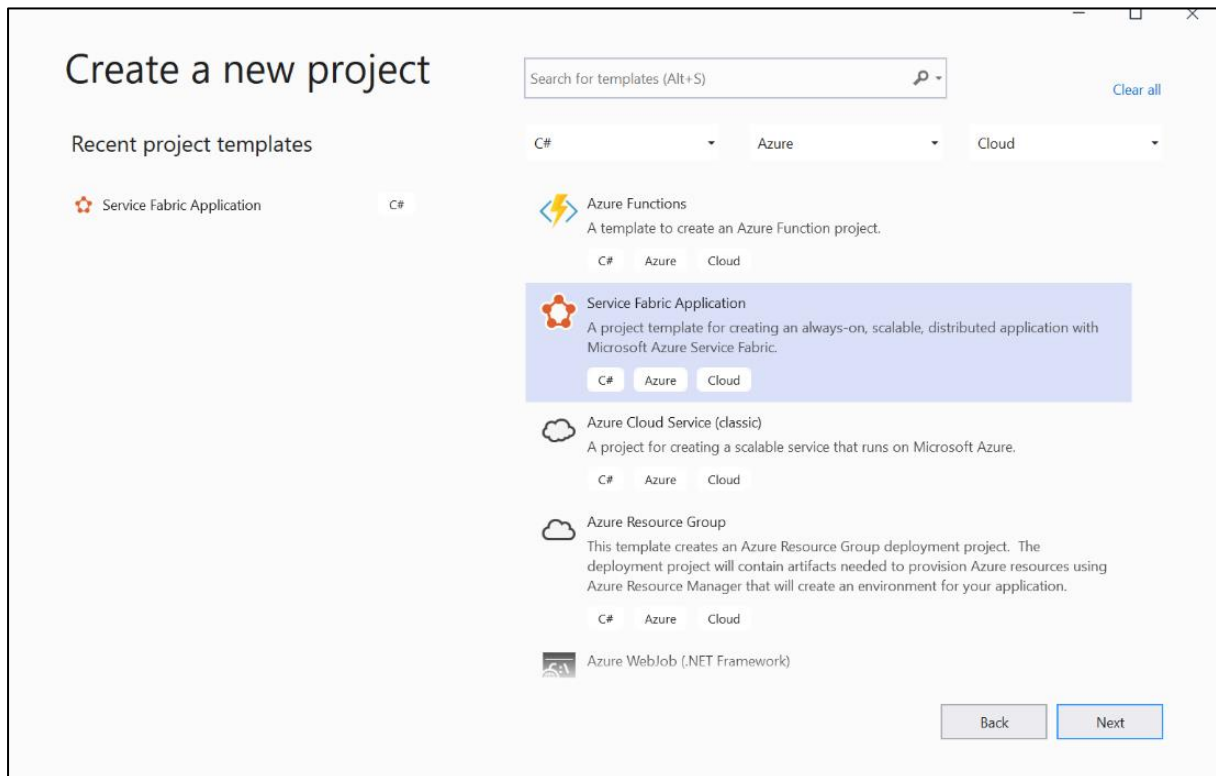 Create a new project
Search for templates (Alt+S)
Clear all
Recent project templates
C#
Azure
Cloud
Service Fabric Application
C#
Azure Functions
A template to create an Azure Function project.
C# Azure Cloud
Service Fabric Application
A project template for creating an always-on, scalable, distributed application with
Microsoft Azure Service Fabric.
C# Azure Cloud
Azure Cloud Service (classic)
A project for creating a scalable service that runs on Microsoft Azure.
C# Azure Cloud
Azure Resource Group
This template creates an Azure Resource Group deployment project. The
deployment project will contain artifacts needed to provision Azure resources using
Azure Resource Manager that will create an environment for your application.
C# Azure Cloud
Azure WebJob (.NET Framework)
Back
Next